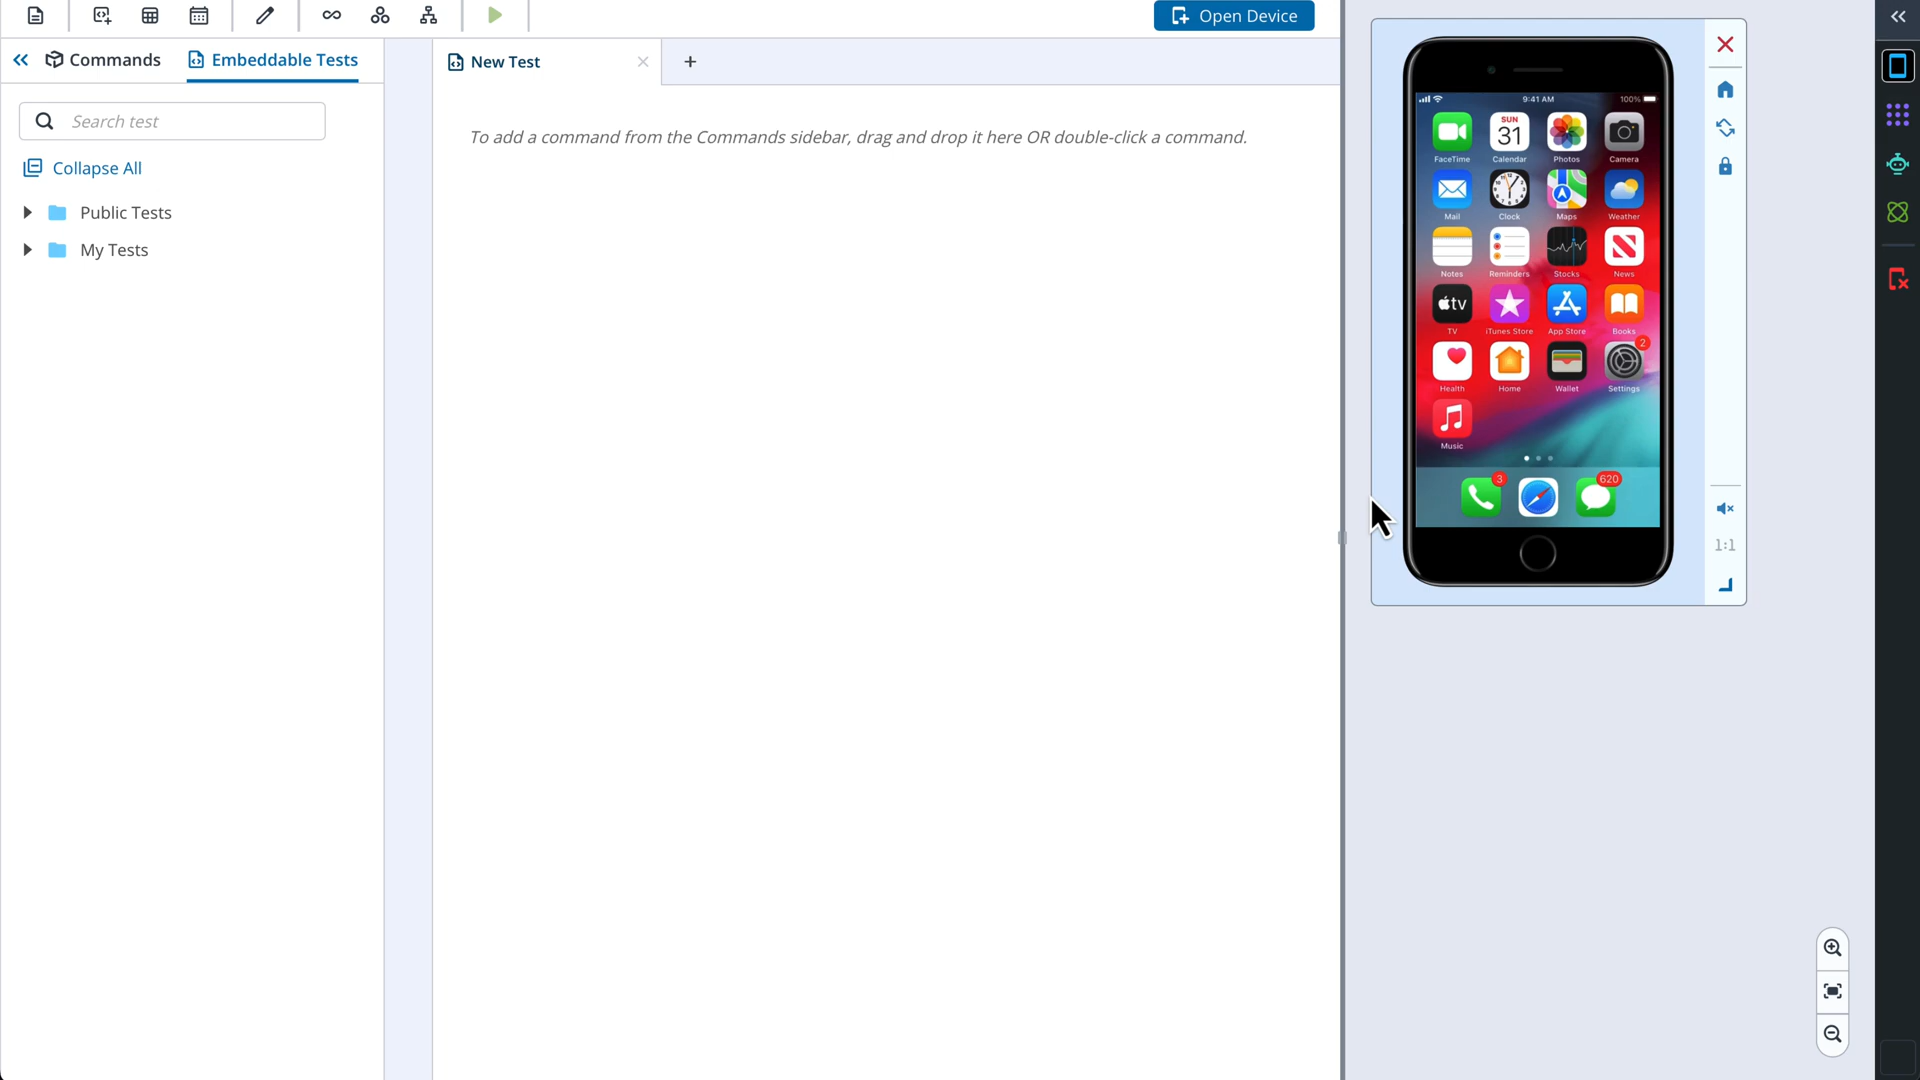 Open Device
Commands
Embeddable Tests
Search test
Collapse All
Public Tests
My Tests
New Test
To add a command from the Commands sidebar, drag and drop it here OR double-click a command.
9:41 AM
100%
SUN
31
FaceTime
Calendar
Photos
Camera
Mail
Clock
Maps
Weather
Notes
Reminders
Stocks
News
tv
TV
iTunes Store
App Store
Books
2
Health
Home
Wallet
Settings
Music
3
620
1:1